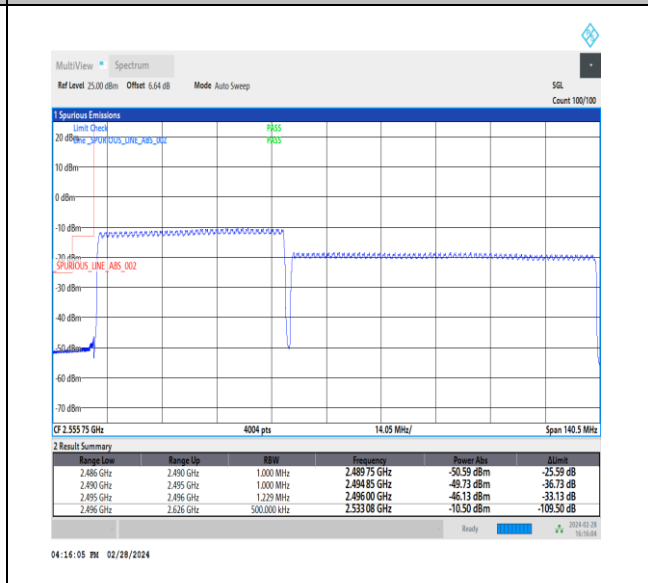 MultiView Spectrum
Ref Level 25.00 dBm Offset 6.64 dB Mode Auto Sweep SGL
Count 100/100
1 Spurious Emissions
Limit Check PASS
20 dBm Line _SPURIOUS_LINE_ABS_002 PASS
10 dBm
0 dBm
-10 dBm
-20 dBm
_SPURIOUS_LINE_ABS_002
-30 dBm
-40 dBm
-50 dBm
-60 dBm
-70 dBm
CF 2.555 75 GHz 4004 pts 14.05 MHz/ Span 140.5 MHz
2 Result Summary
Range Low Range Up RBW Frequency Power Abs ΔLimit
2.486 GHz 2.490 GHz 1.000 MHz 2.489 75 GHz -50.59 dBm -25.59 dB
2.490 GHz 2.495 GHz 1.000 MHz 2.494 85 GHz -49.73 dBm -36.73 dB
2.495 GHz 2.496 GHz 1.229 MHz 2.496 00 GHz -46.13 dBm -33.13 dB
2.496 GHz 2.626 GHz 500.000 kHz 2.533 08 GHz -10.50 dBm -109.50 dB
Ready 2024-02-28
16:16:04
04:16:05 PM 02/28/2024